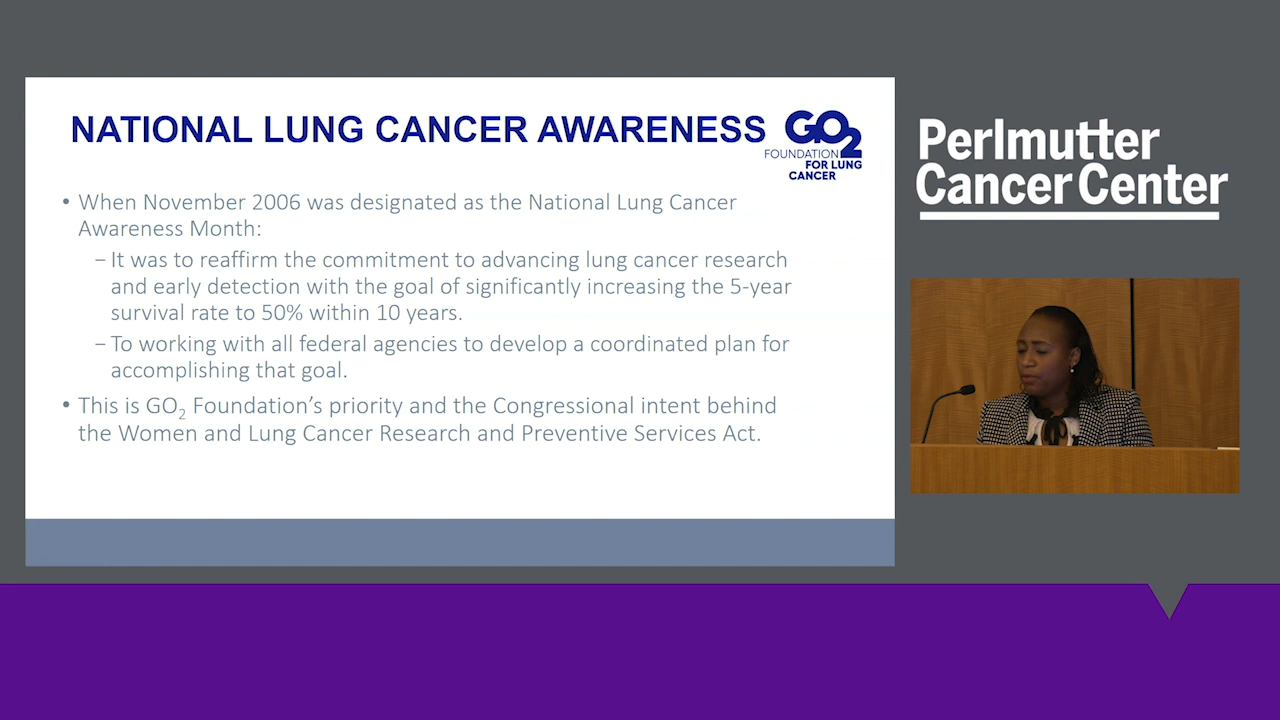 NATIONAL LUNG CANCER AWARENESS
GO2
FOUNDATION
FOR LUNG
CANCER
• When November 2006 was designated as the National Lung Cancer
Awareness Month:
– It was to reaffirm the commitment to advancing lung cancer research
and early detection with the goal of significantly increasing the 5-year
survival rate to 50% within 10 years.
– To working with all federal agencies to develop a coordinated plan for
accomplishing that goal.
• This is GO₂ Foundation’s priority and the Congressional intent behind
the Women and Lung Cancer Research and Preventive Services Act.
Perlmutter
Cancer Center